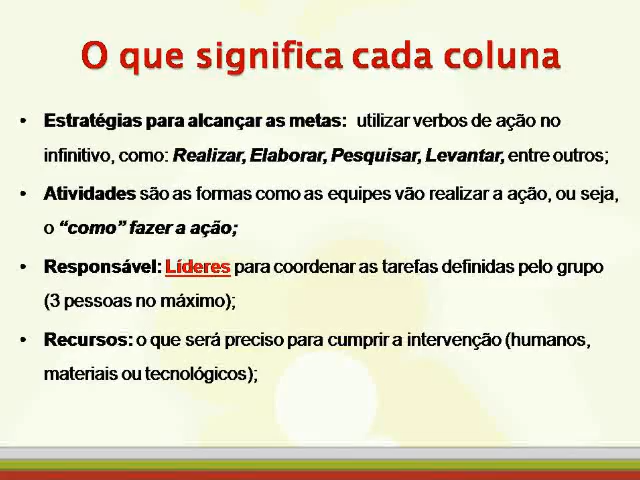 O que significa cada coluna
• Estratégias para alcançar as metas: utilizar verbos de ação no
infinitivo, como: Realizar, Elaborar, Pesquisar, Levantar, entre outros;
• Atividades são as formas como as equipes vão realizar a ação, ou seja,
o “como” fazer a ação;
• Responsável: Líderes para coordenar as tarefas definidas pelo grupo
(3 pessoas no máximo);
• Recursos: o que será preciso para cumprir a intervenção (humanos,
materiais ou tecnológicos);